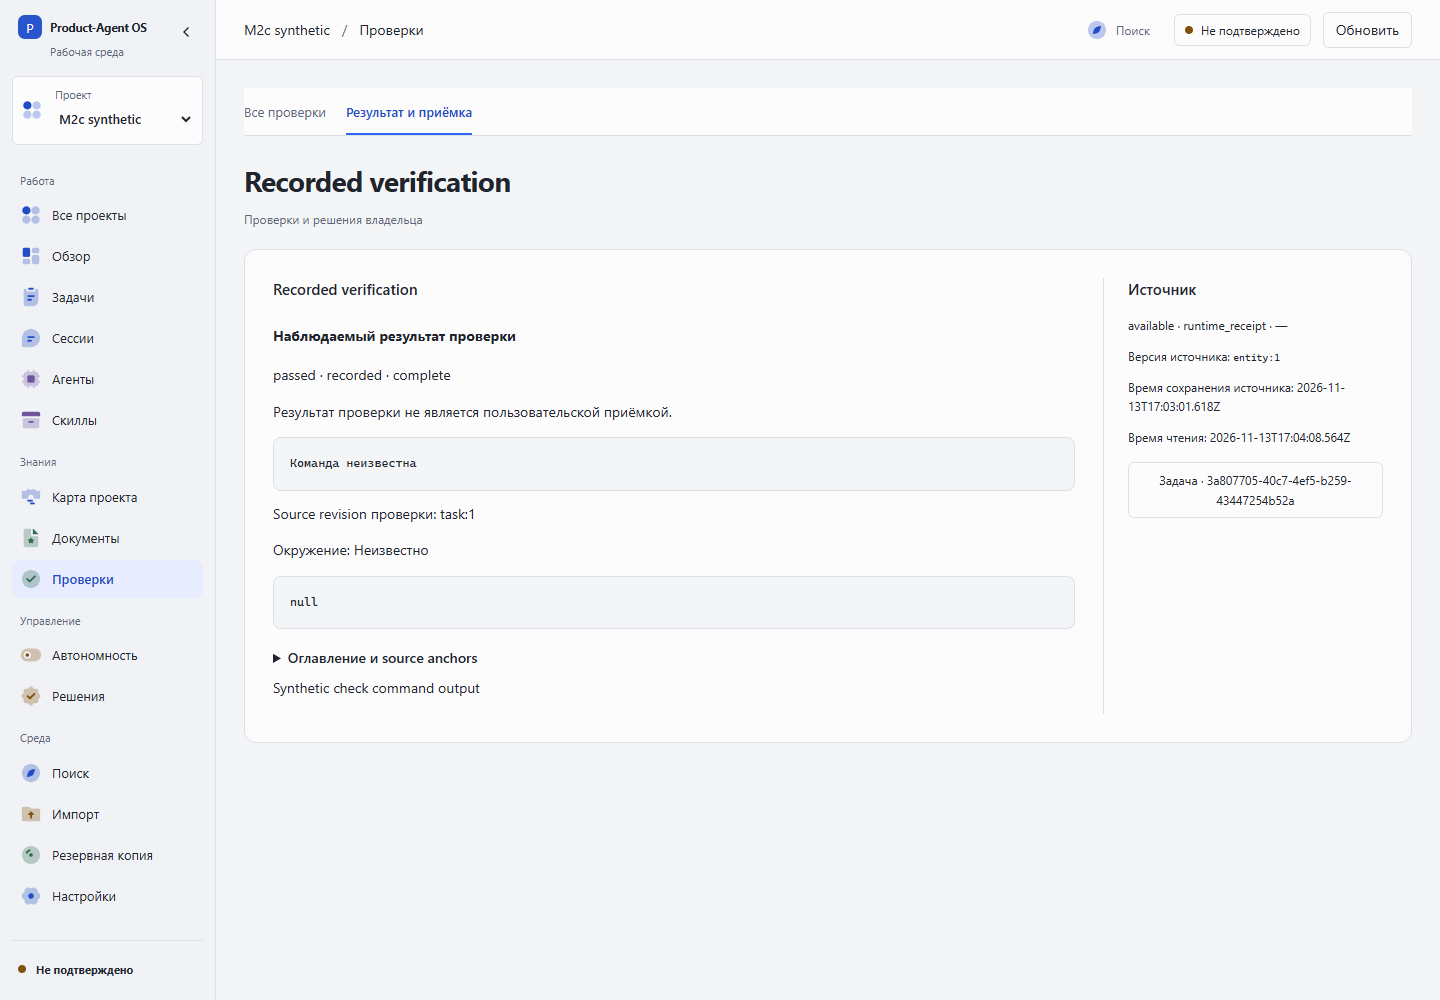 P
Product-Agent OS
Рабочая среда
Проект
M2c synthetic
Работа
Все проекты
Обзор
Задачи
Сессии
Агенты
Скиллы
Знания
Карта проекта
Документы
Проверки
Управление
Автономность
Решения
Среда
Поиск
Импорт
Резервная копия
Настройки
Не подтверждено
M2c synthetic / Проверки
Поиск
Не подтверждено
Обновить
Все проверки
Результат и приёмка
Recorded verification
Проверки и решения владельца
Recorded verification
Наблюдаемый результат проверки
passed · recorded · complete
Результат проверки не является пользовательской приёмкой.
Команда неизвестна
Source revision проверки: task:1
Окружение: Неизвестно
null
Оглавление и source anchors
Synthetic check command output
Источник
available · runtime_receipt · —
Версия источника: entity:1
Время сохранения источника: 2026-11-
13T17:03:01.618Z
Время чтения: 2026-11-13T17:04:08.564Z
Задача · 3a807705-40c7-4ef5-b259-
43447254b52a